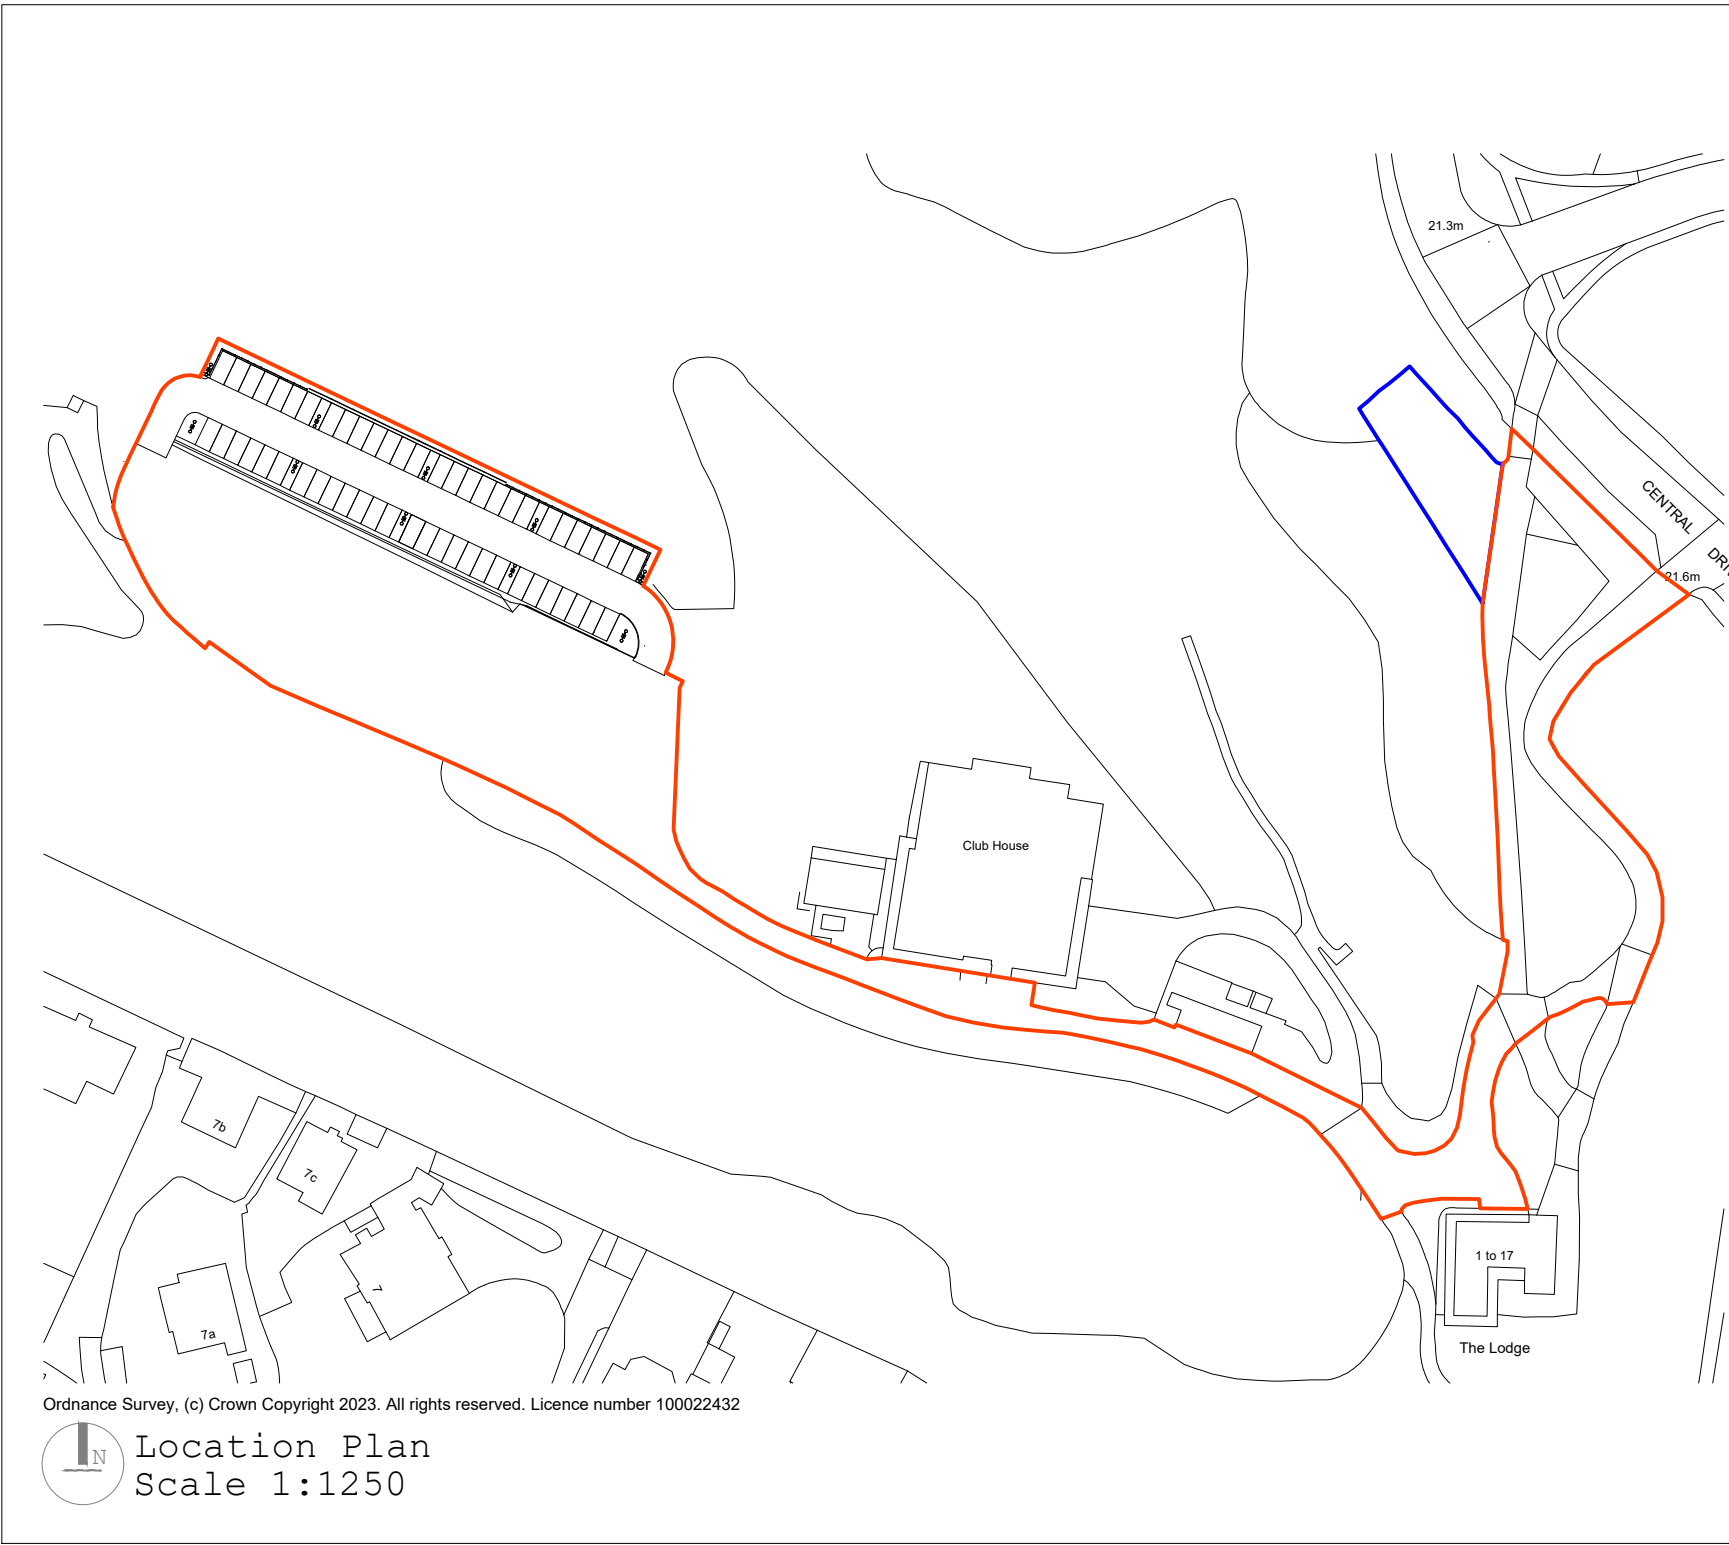 21.3m
CENTRAL
21.6m
Club House
7b
7c
7
7a
1 to 17
The Lodge
Ordnance Survey, (c) Crown Copyright 2023. All rights reserved. Licence number 100022432
N
Location Plan
Scale 1:1250